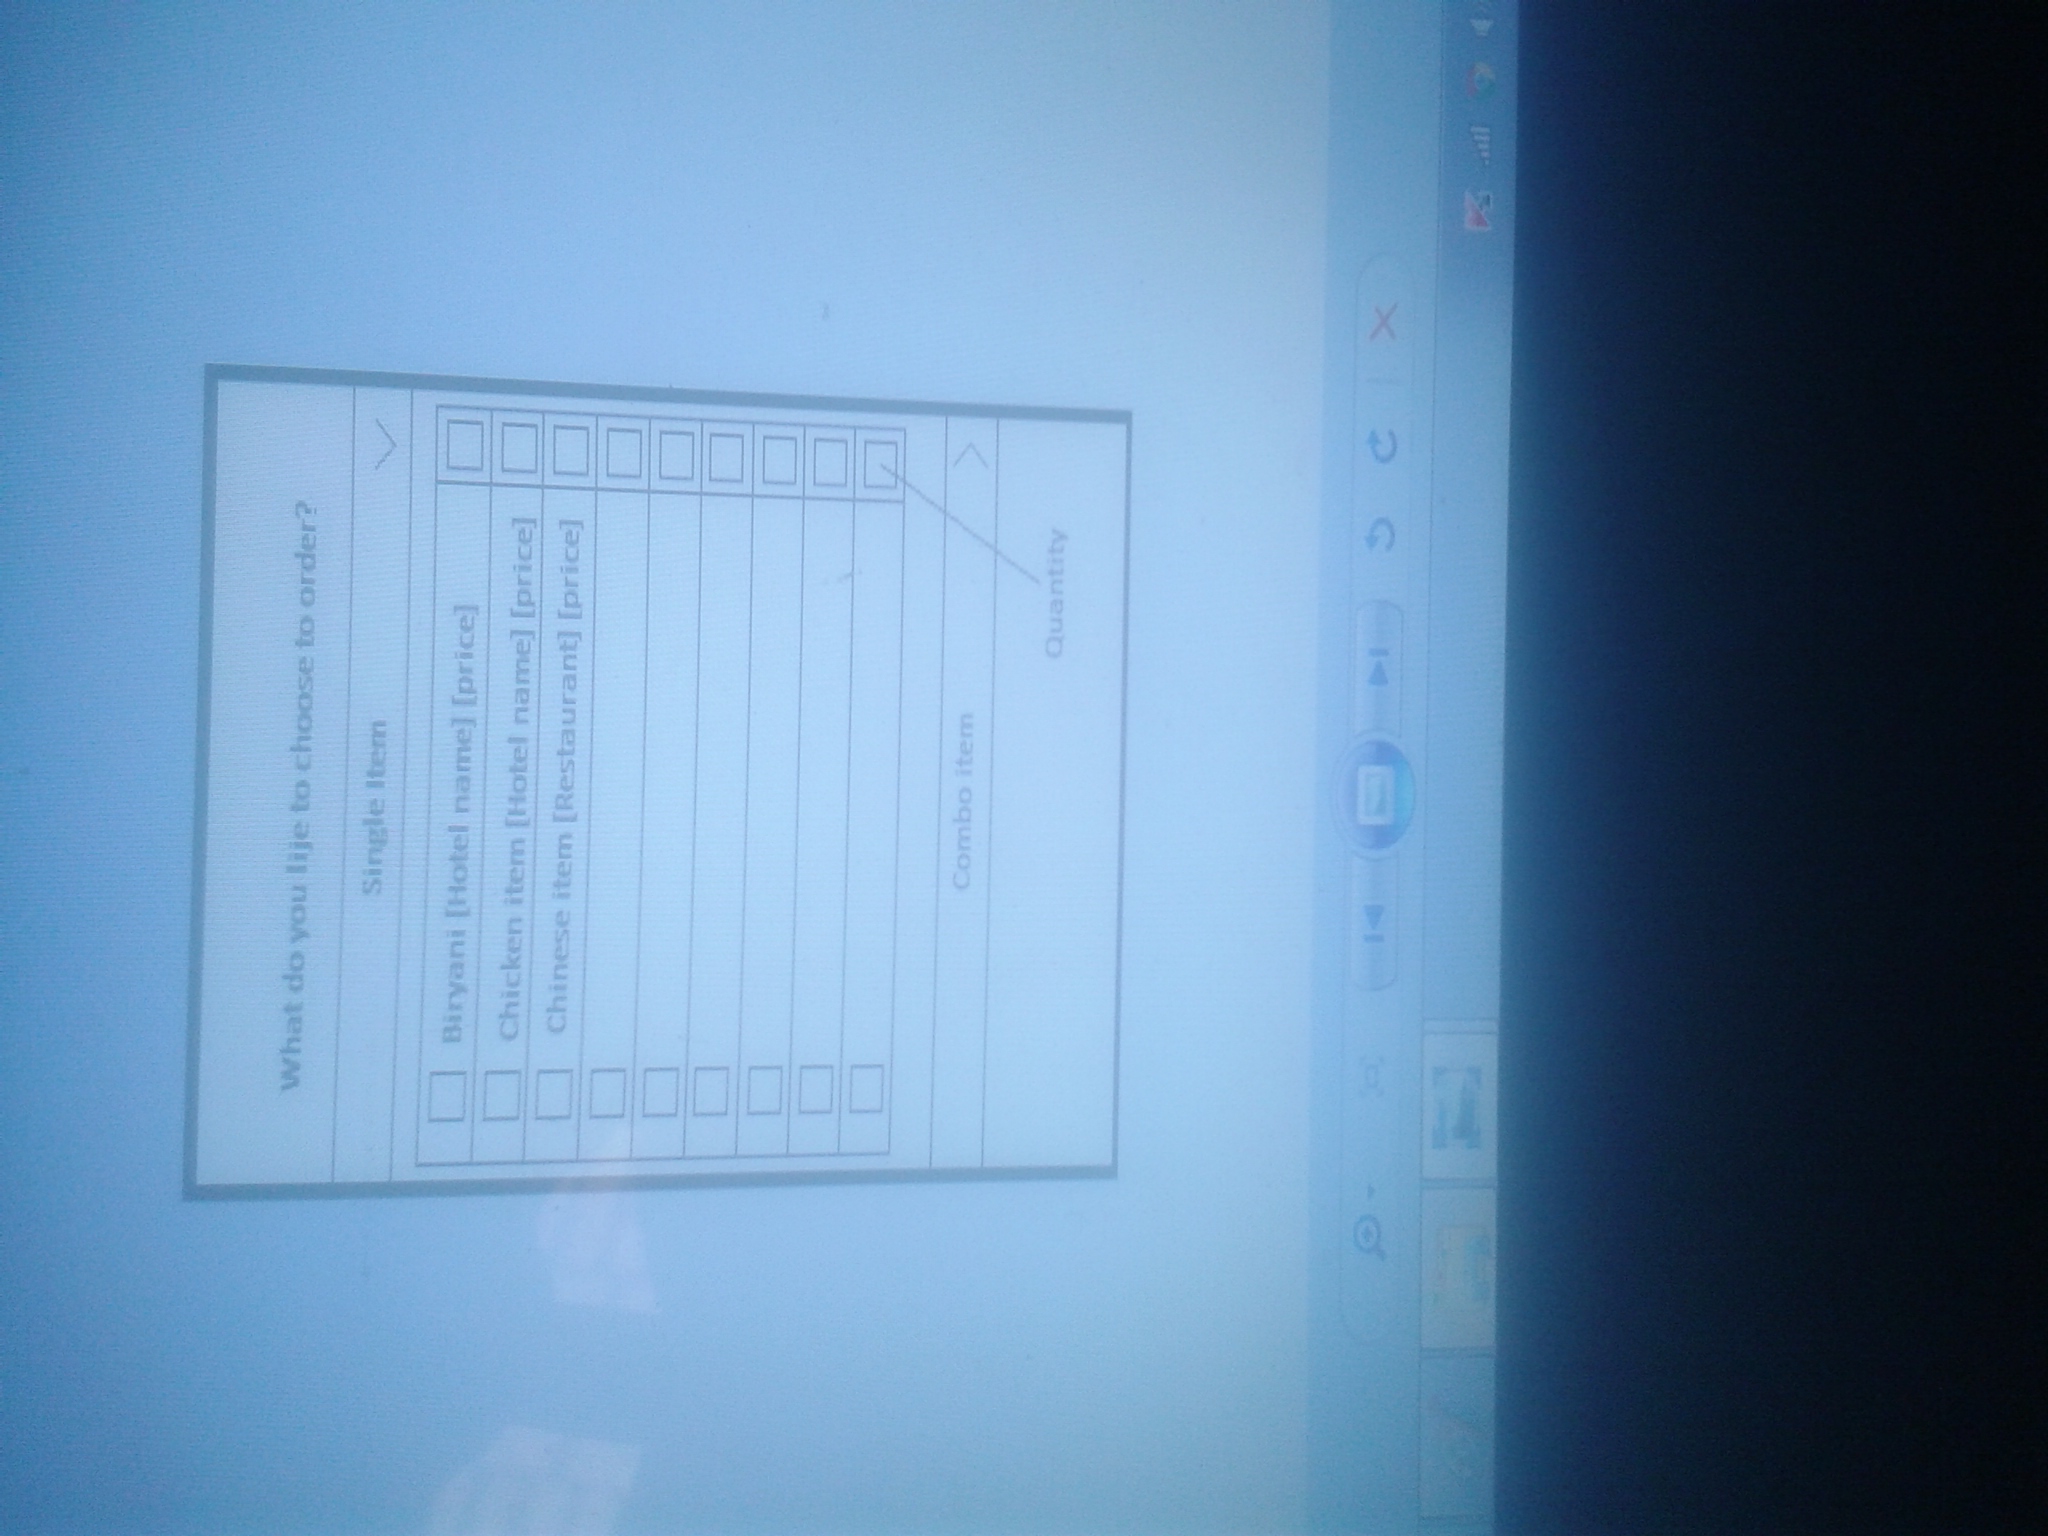 What do you lije to choose to order?
Single Item
Biryani [Hotel name] [price]
Chicken item [Hotel name] [price]
Chinese item [Restaurant] [price]
Combo item
Quantity